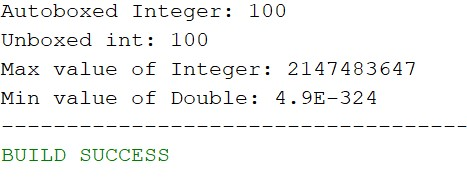 Autoboxed Integer: 100
Unboxed int: 100
Max value of Integer: 2147483647
Min value of Double: 4.9E-324
------------------------------------
BUILD SUCCESS